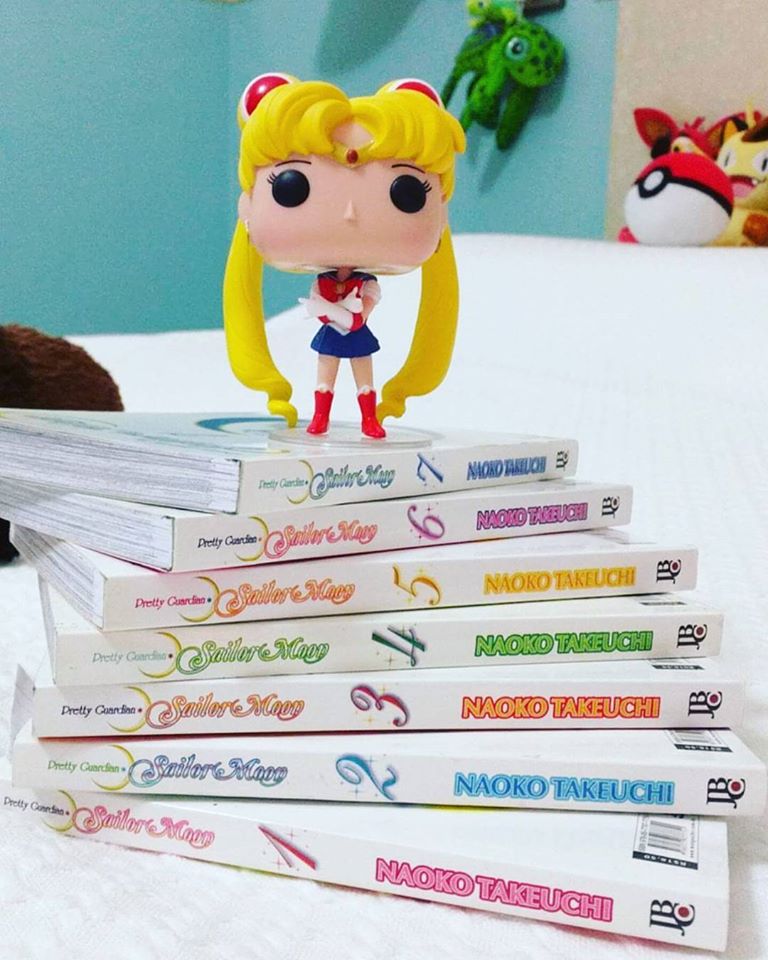 Pretty Guardian Sailor Moon 7 NAOKO TAKEUCHI JBC
Pretty Guardian Sailor Moon 6 NAOKO TAKEUCHI JBC
Pretty Guardian Sailor Moon 5 NAOKO TAKEUCHI JBC
Pretty Guardian Sailor Moon 4 NAOKO TAKEUCHI JBC
Pretty Guardian Sailor Moon 3 NAOKO TAKEUCHI JBC
Pretty Guardian Sailor Moon 2 NAOKO TAKEUCHI JBC
Pretty Guardian Sailor Moon 1 NAOKO TAKEUCHI JBC